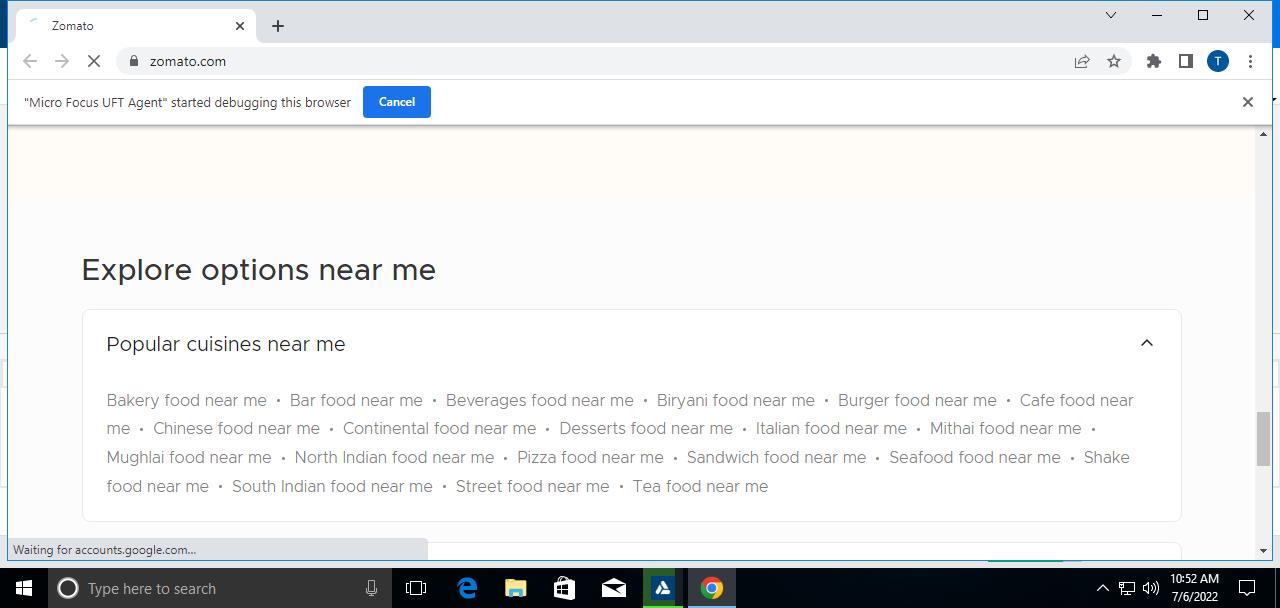 Zomato
zomato.com
T
"Micro Focus UFT Agent" started debugging this browser
Cancel
Explore options near me
Popular cuisines near me
Bakery food near me • Bar food near me • Beverages food near me • Biryani food near me • Burger food near me • Cafe food near
me • Chinese food near me • Continental food near me • Desserts food near me • Italian food near me • Mithai food near me •
Mughlai food near me • North Indian food near me • Pizza food near me • Sandwich food near me • Seafood food near me • Shake
food near me • South Indian food near me • Street food near me • Tea food near me
Waiting for accounts.google.com...
Type here to search
10:52 AM
7/6/2022